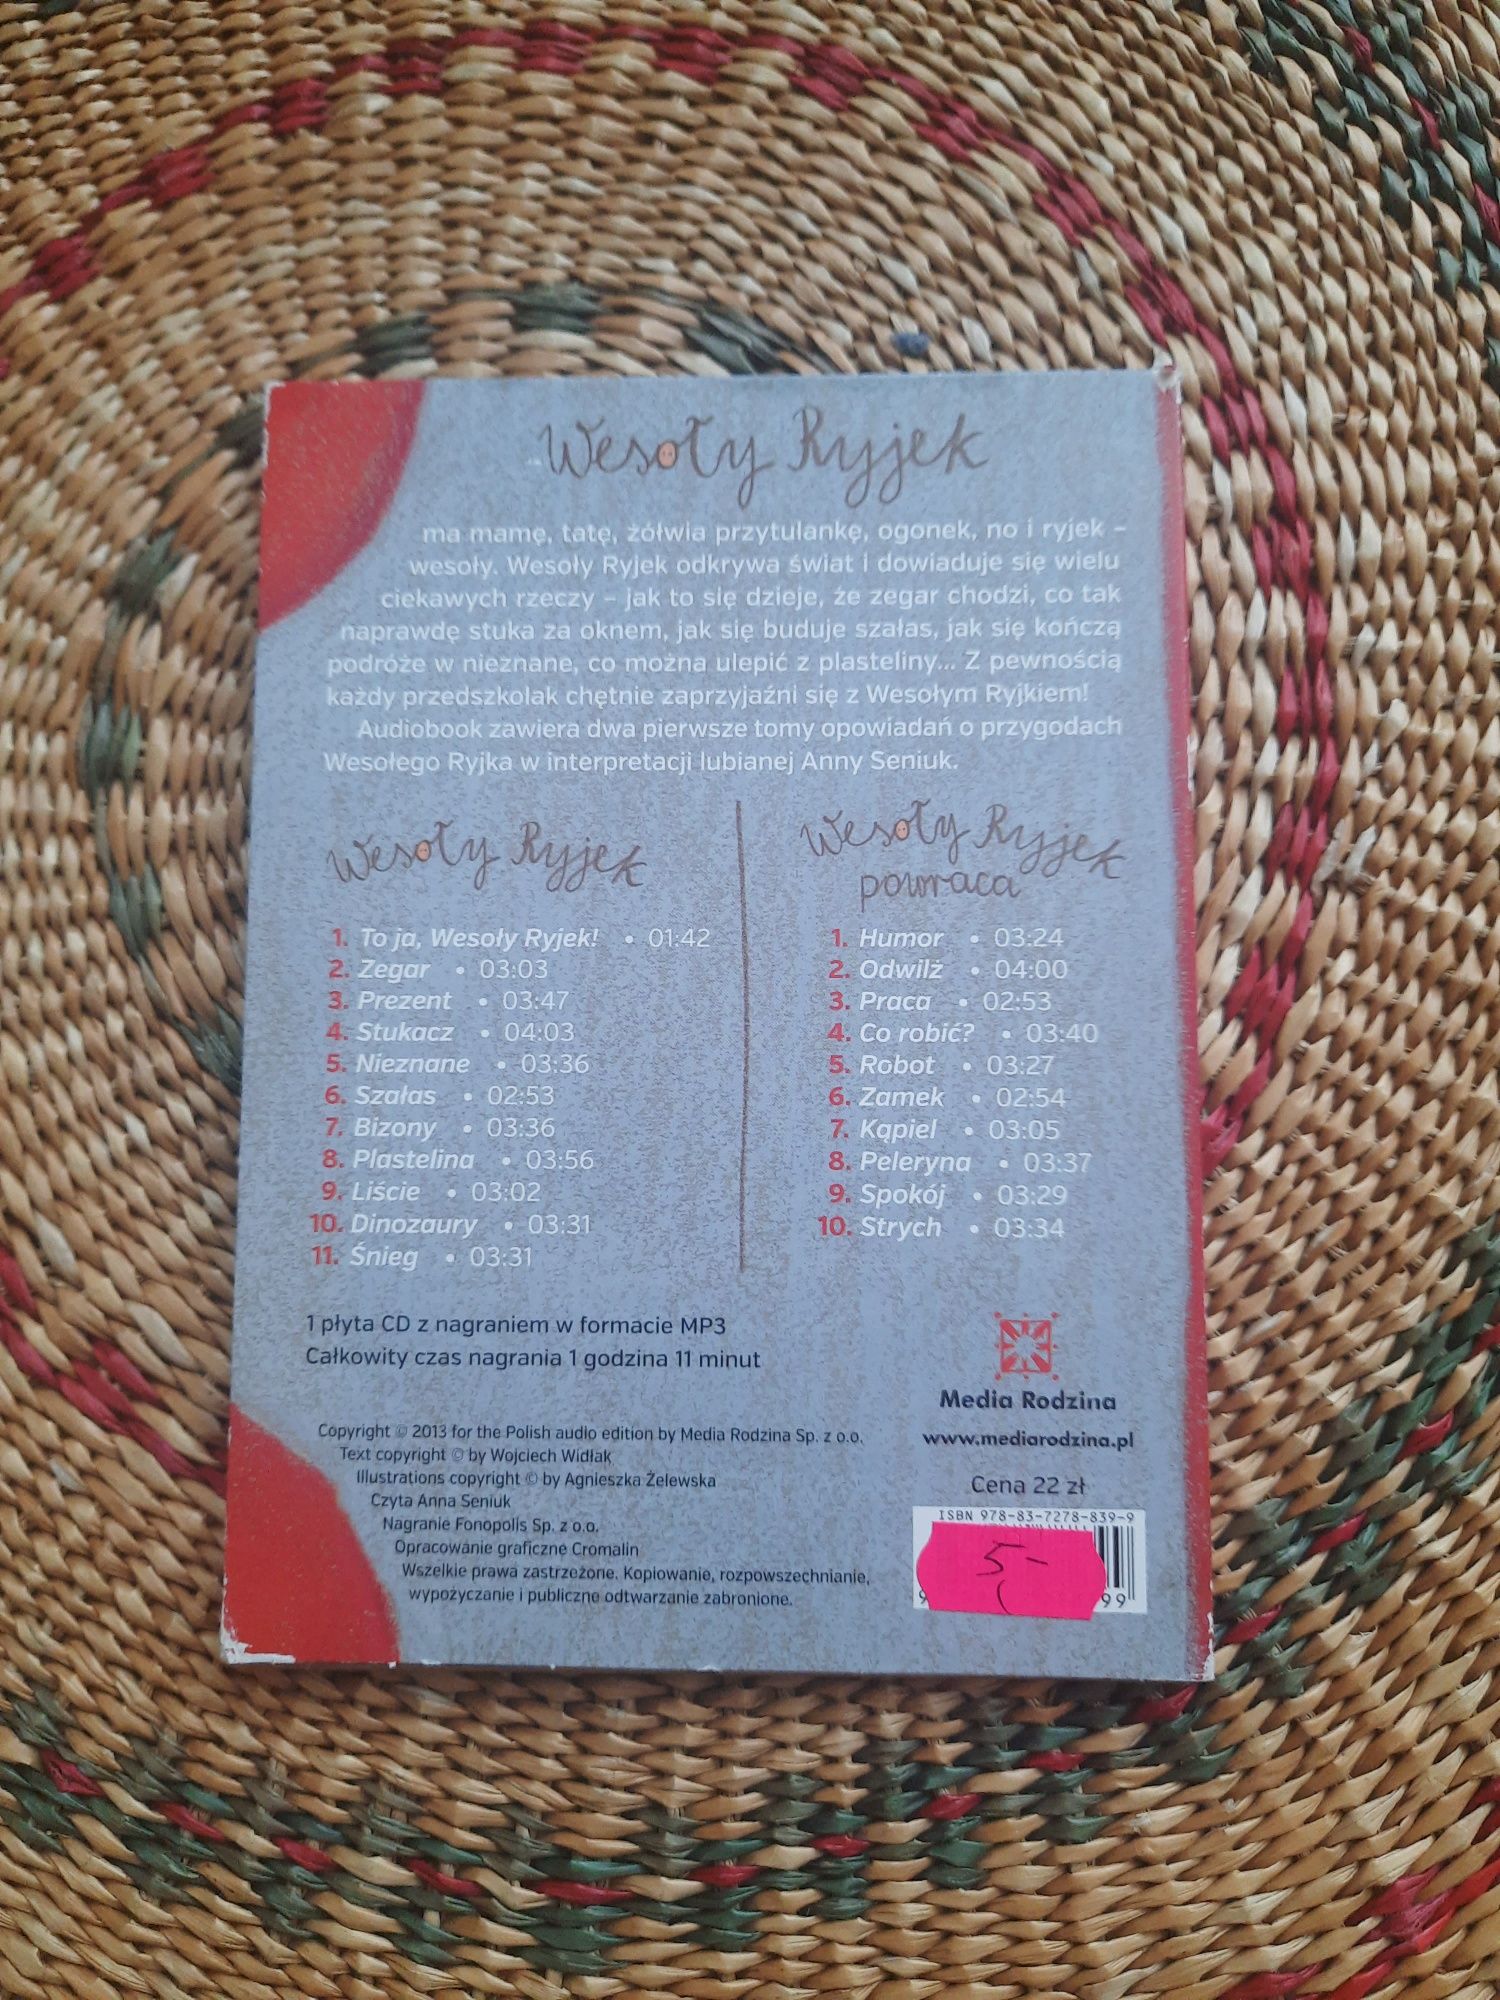 Wesoły Ryjek
ma mamę, tatę, żółwia przytulankę, ogonek, no i ryjek –
wesoły. Wesoły Ryjek odkrywa świat i dowiaduje się wielu
ciekawych rzeczy – jak to się dzieje, że zegar chodzi, co tak
naprawdę stuka za oknem, jak się buduje szałas, jak się kończą
podróże w nieznane, co można ulepić z plasteliny... Z pewnością
każdy przedszkolak chętnie zaprzyjaźni się z Wesołym Ryjkiem!
Audiobook zawiera dwa pierwsze tomy opowiadań o przygodach
Wesołego Ryjka w interpretacji lubianej Anny Seniuk.
Wesoły Ryjek
1. To ja, Wesoły Ryjek! • 01:42
2. Zegar • 03:03
3. Prezent • 03:47
4. Stukacz • 04:03
5. Nieznane • 03:36
6. Szałas • 02:53
7. Bizony • 03:36
8. Plastelina • 03:56
9. Liście • 03:02
10. Dinozaury • 03:31
11. Śnieg • 03:31
Wesoły Ryjek
powraca
1. Humor • 03:24
2. Odwilż • 04:00
3. Praca • 02:53
4. Co robić? • 03:40
5. Robot • 03:27
6. Zamek • 02:54
7. Kąpiel • 03:05
8. Peleryna • 03:37
9. Spokój • 03:29
10. Strych • 03:34
1 płyta CD z nagraniem w formacie MP3
Całkowity czas nagrania 1 godzina 11 minut
Copyright © 2013 for the Polish audio edition by Media Rodzina Sp. z o.o.
Text copyright © by Wojciech Widłak
Illustrations copyright © by Agnieszka Żelewska
Czyta Anna Seniuk
Nagranie Fonopolis Sp. z o.o.
Opracowanie graficzne Cromalin
Wszelkie prawa zastrzeżone. Kopiowanie, rozpowszechnianie,
wypożyczanie i publiczne odtwarzanie zabronione.
Media Rodzina
www.mediarodzina.pl
Cena 22 zł
ISBN 978-83-7278-839-9
5-
9
99